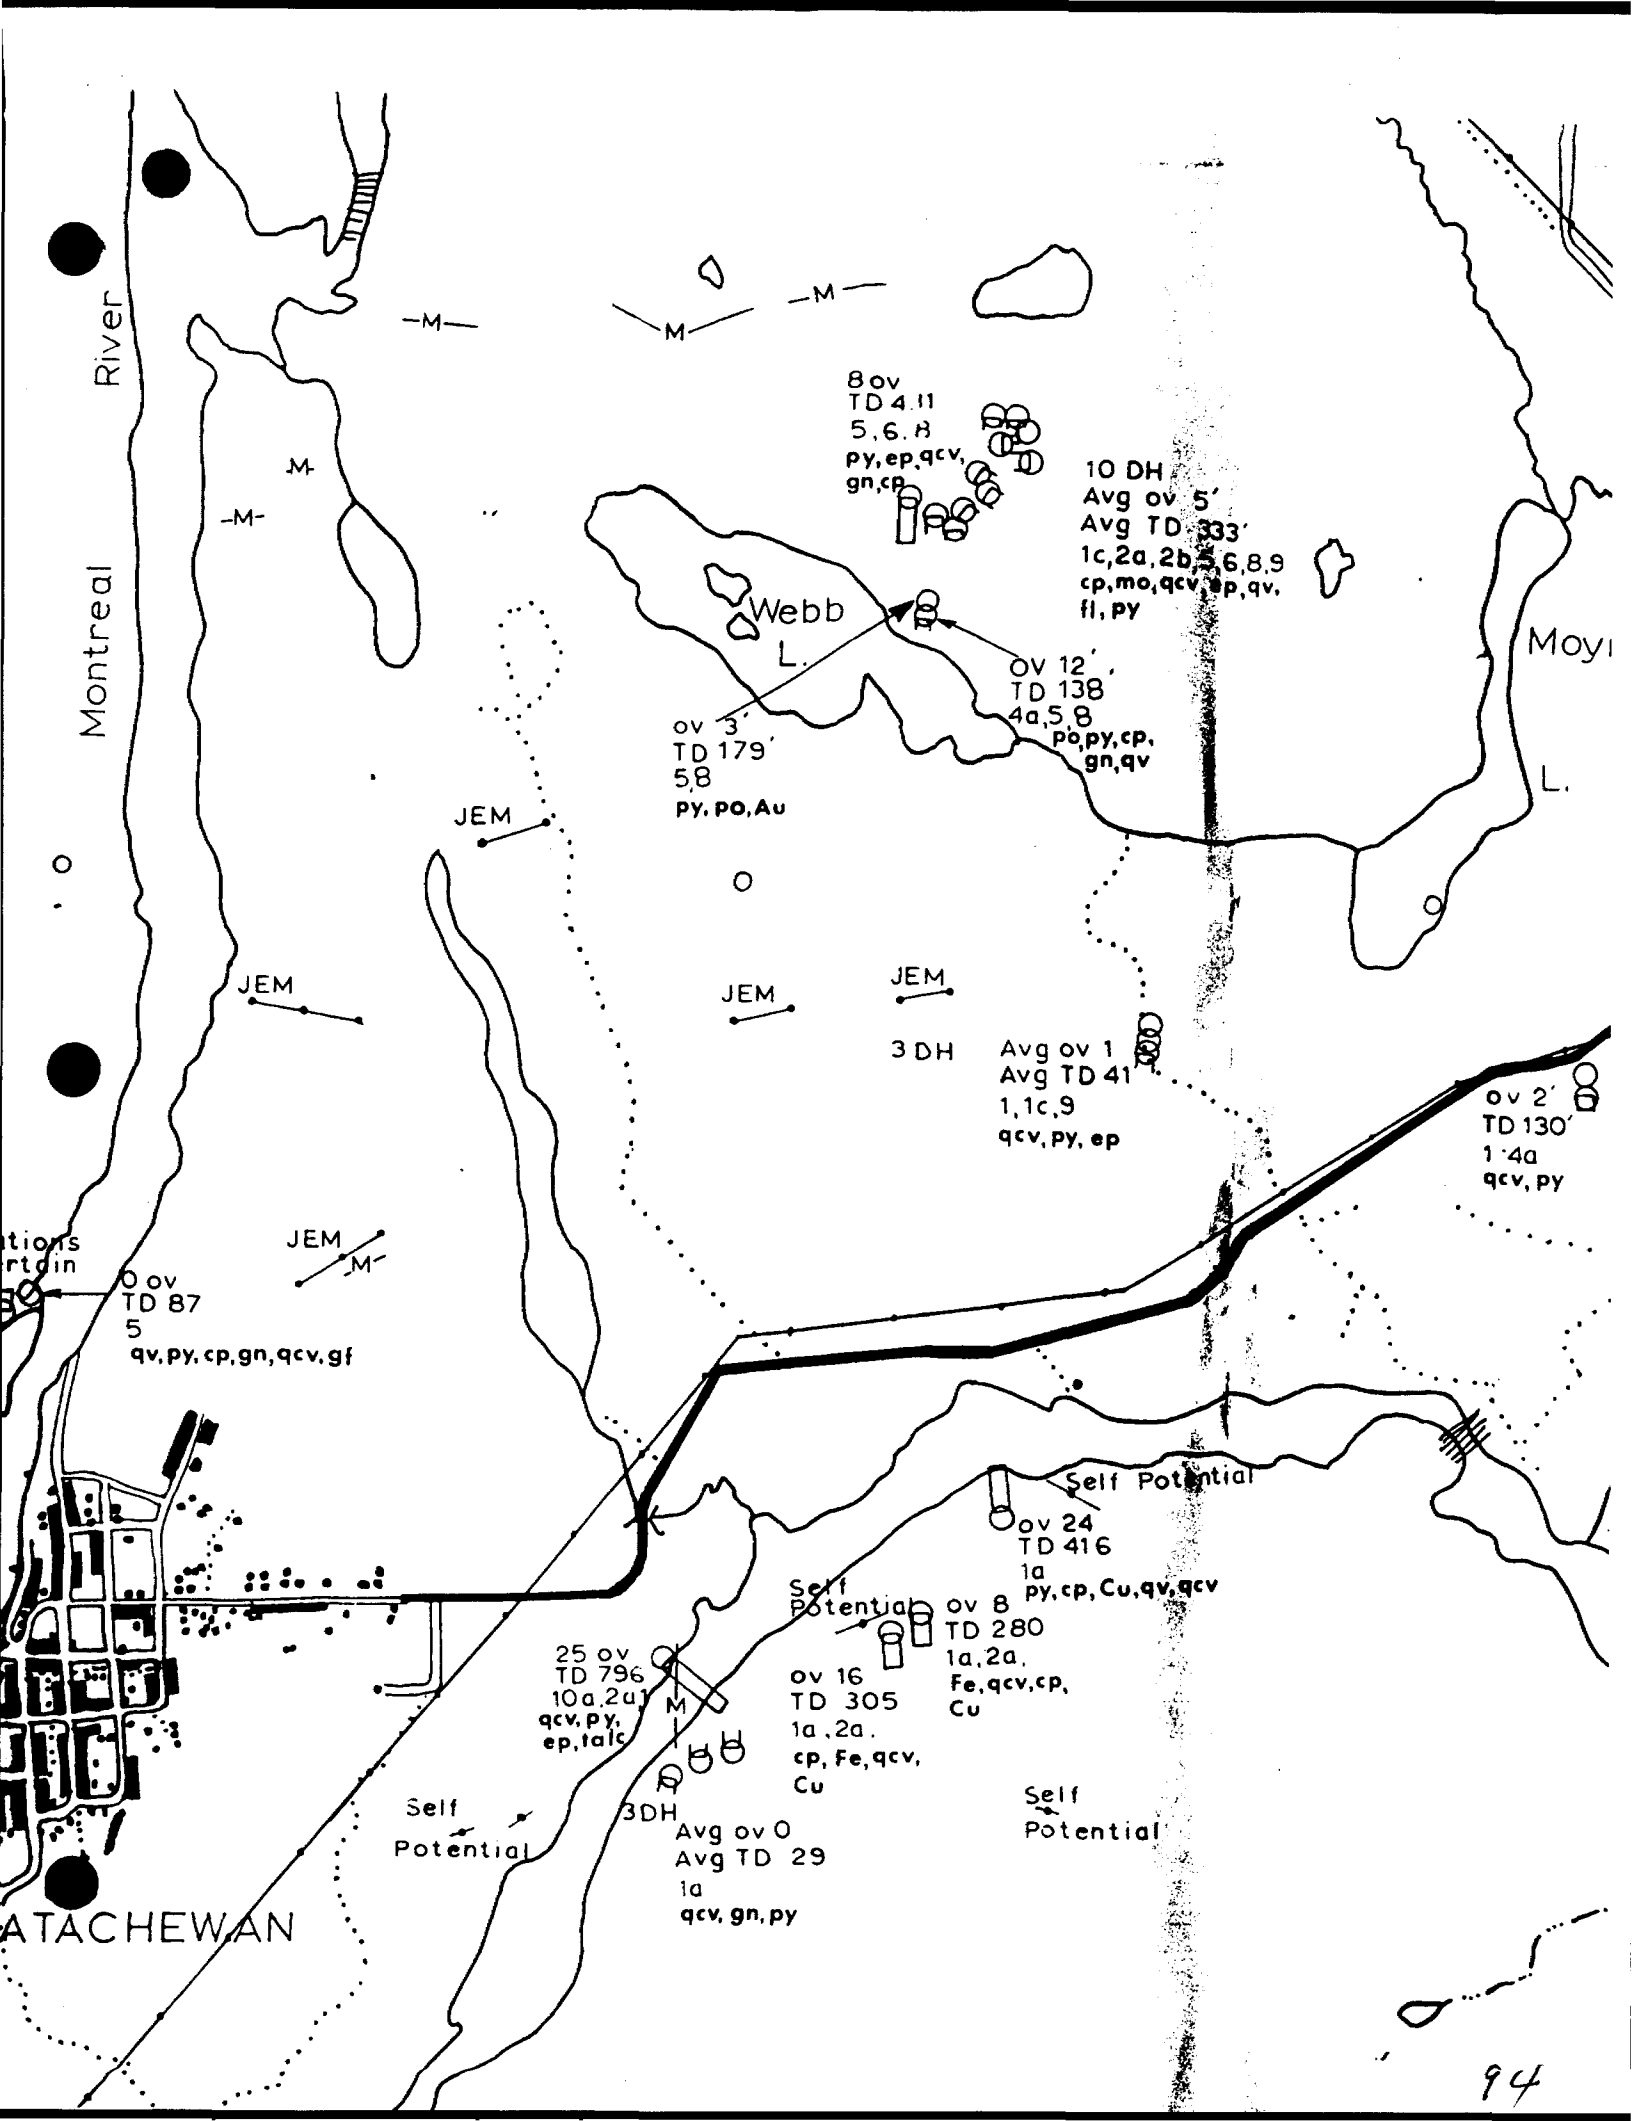 River
Montreal
-M-
-M-
-M-
-M-
-M-
8 ov
TD 4.11
5,6.8
py,ep,qcv,
gn,cp
10 DH
Avg ov 5'
Avg TD 333'
1c,2a,2b,5,6,8,9
cp,mo,qcv,ep,qv,
fl,py
Webb
L.
OV 12'
TD 138
4a,5,8
po,py,cp,
gn,qv
ov 3'
TD 179'
5,8
py,po,Au
L.
JEM
JEM
JEM
JEM
3 DH
Avg ov 1
Avg TD 41'
1,1c,9
qcv,py,ep
ov 2'
TD 130'
1·4a
qcv,py
JEM
-M-
0 ov
TD 87
5
qv,py,cp,gn,qcv,gf
Self Potential
ov 24
TD 416
1a
py,cp,Cu,qv,qcv
Self
Potential
ov 8
TD 280
1a,2a.
Fe,qcv,cp,
Cu
25 ov
TD 796
qcv,py,
ep,talc
M
ov 16
TD 305
1a,2a.
cp,Fe,qcv,
Cu
Self
Potential
3DH
Avg ov 0
Avg TD 29
1a
qcv,gn,py
Self
Potential
ATACHEWAN
94